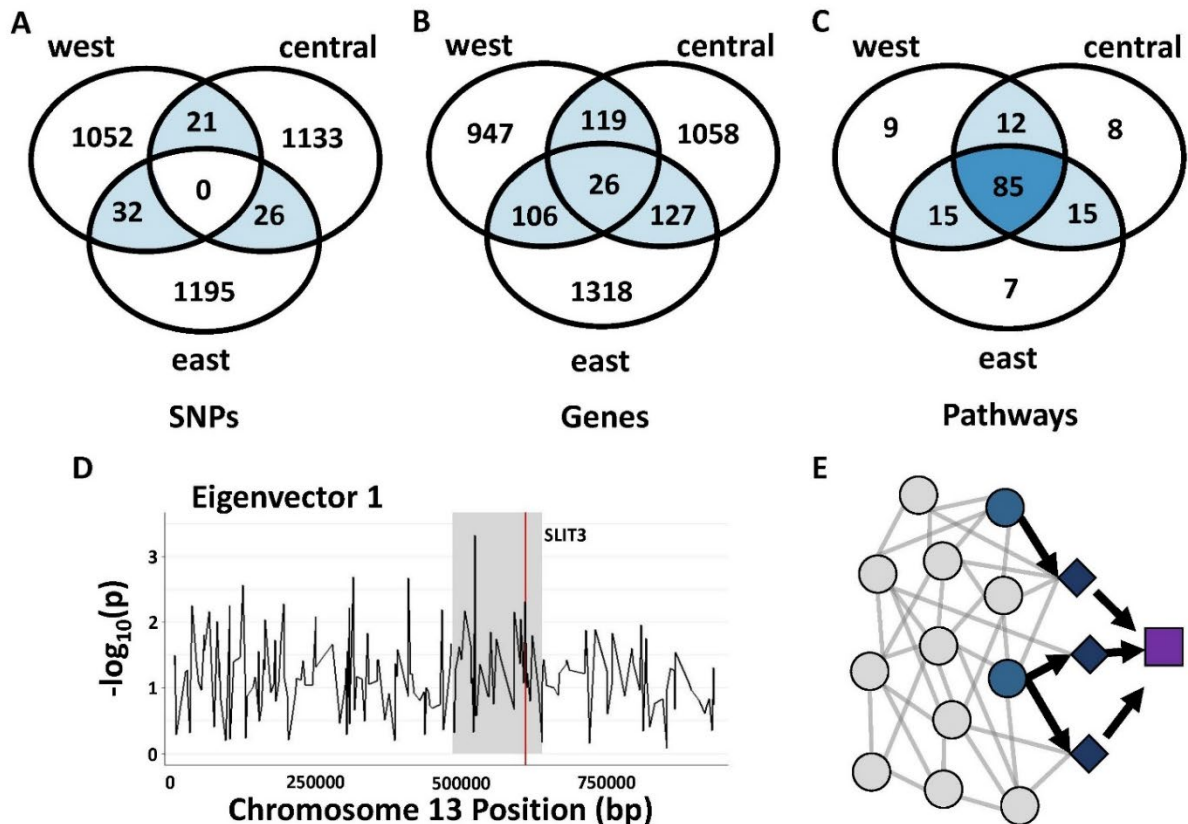 A
west
central
1052
21
1133
0
32
26
1195
east
SNPs
B
west
central
947
119
1058
26
106
127
1318
east
Genes
C
west
central
9
12
8
85
15
15
7
east
Pathways
D
Eigenvector 1
SLIT3
-log10(p)
3
2
1
0
0
250000
500000
750000
Chromosome 13 Position (bp)
E